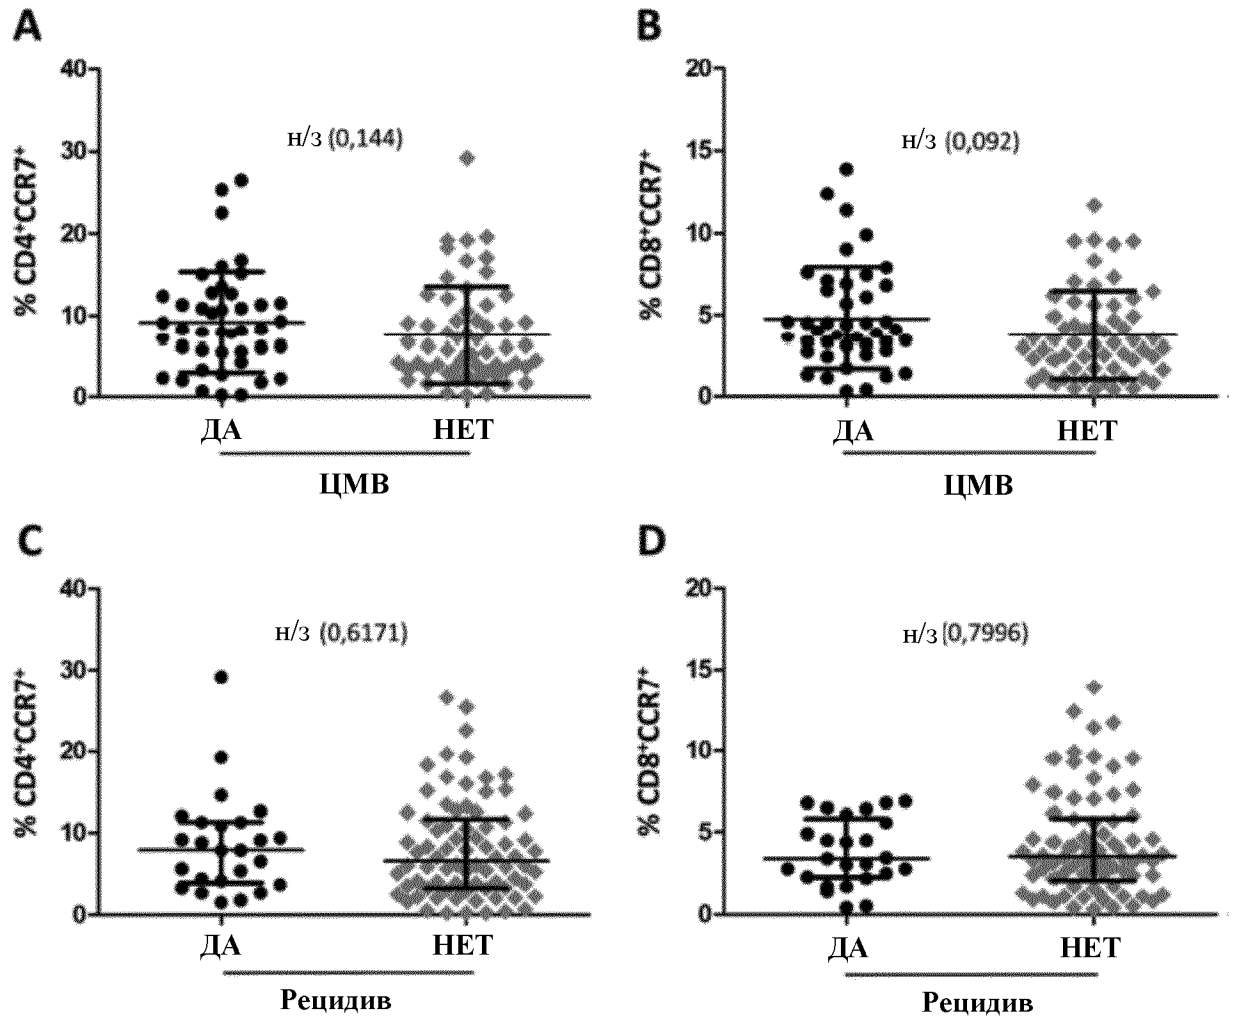 A
% CD4⁺CCR7⁺
40
30
20
10
0
н/з (0,144)
ДА НЕТ
ЦМВ
B
% CD8⁺CCR7⁺
20
15
10
5
0
н/з (0,092)
ДА НЕТ
ЦМВ
C
% CD4⁺CCR7⁺
40
30
20
10
0
н/з (0,6171)
ДА НЕТ
Рецидив
D
% CD8⁺CCR7⁺
20
15
10
5
0
н/з (0,7996)
ДА НЕТ
Рецидив